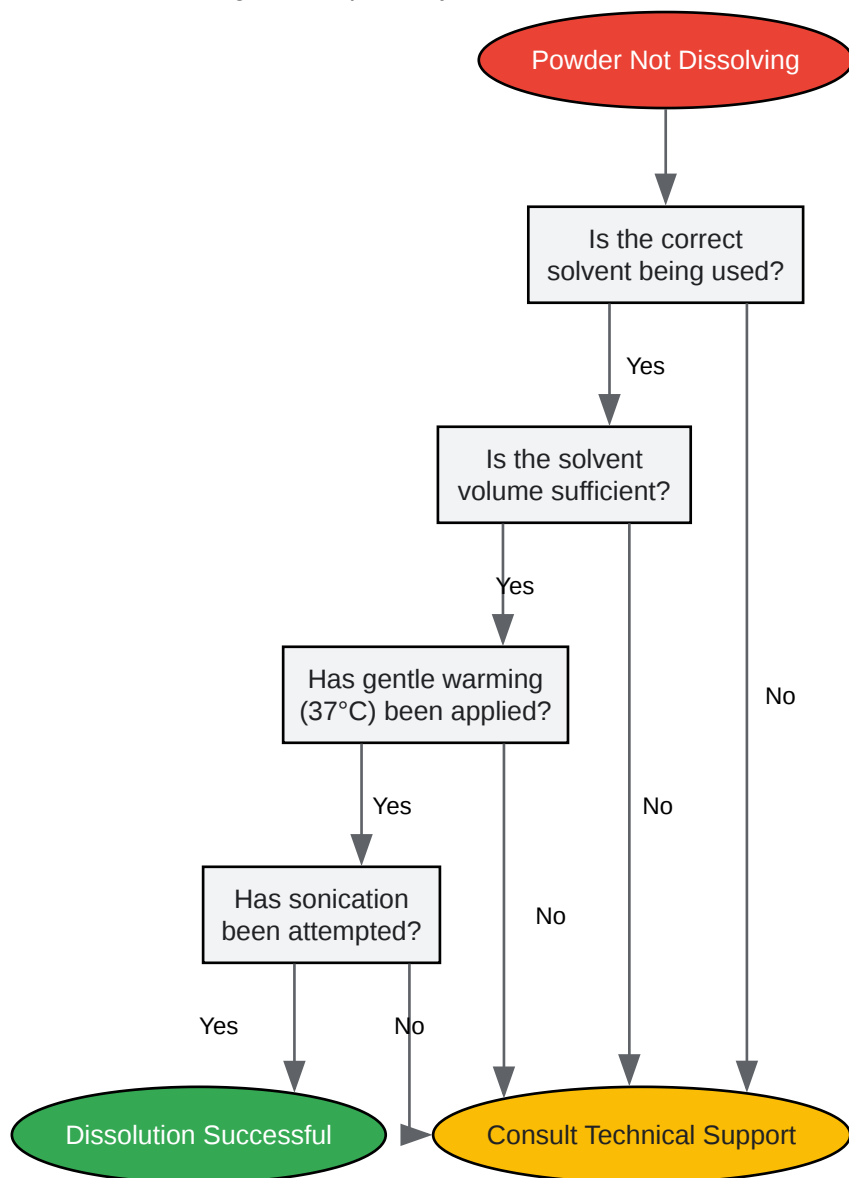 Powder Not Dissolving
Is the correct
solvent being used?
Yes
Is the solvent
volume sufficient?
Yes
Has gentle warming
(37°C) been applied?
No
Yes
No
Has sonication
been attempted?
No
Yes
No
Dissolution Successful
Consult Technical Support